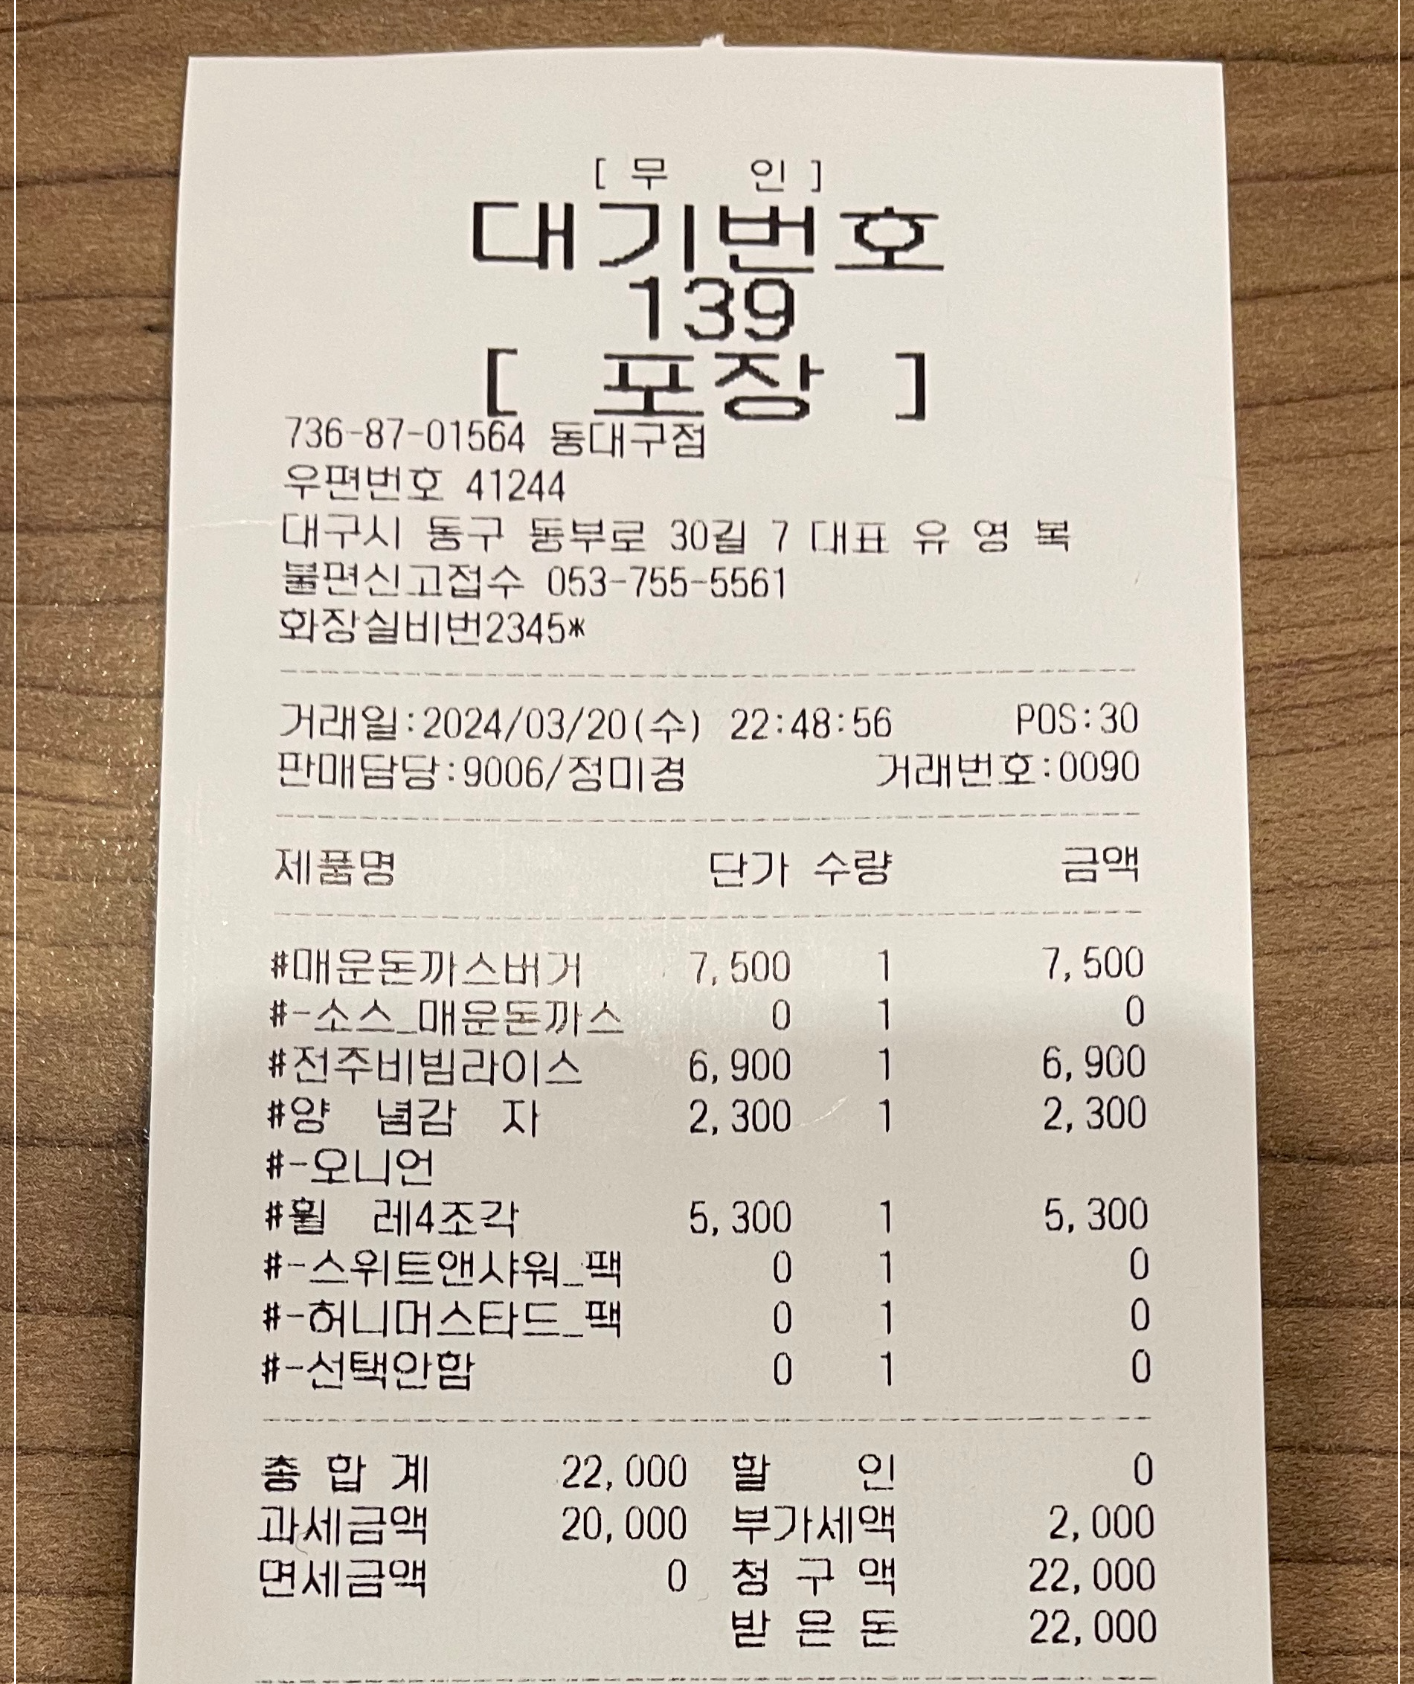 [무 인]
대기번호
139
[ 포장 ]
736-87-01564 동대구점
우편번호 41244
대구시 동구 동부로 30길 7 대표 유 영 복
불편신고접수 053-755-5561
화장실비번2345*
거래일:2024/03/20(수) 22:48:56 POS:30
판매담당:9006/정미경 거래번호:0090
제품명 단가 수량 금액
#매운돈까스버거 7,500 1 7,500
#-소스_매운돈까스 0 1 0
#전주비빔라이스 6,900 1 6,900
#양 념감 자 2,300 1 2,300
#-오니언
#휠 레4조각 5,300 1 5,300
#-스위트앤샤워_팩 0 1 0
#-허니머스타드_팩 0 1 0
#-선택안함 0 1 0
총 합 계 22,000 할 인 0
과세금액 20,000 부가세액 2,000
면세금액 0 청 구 액 22,000
받 은 돈 22,000